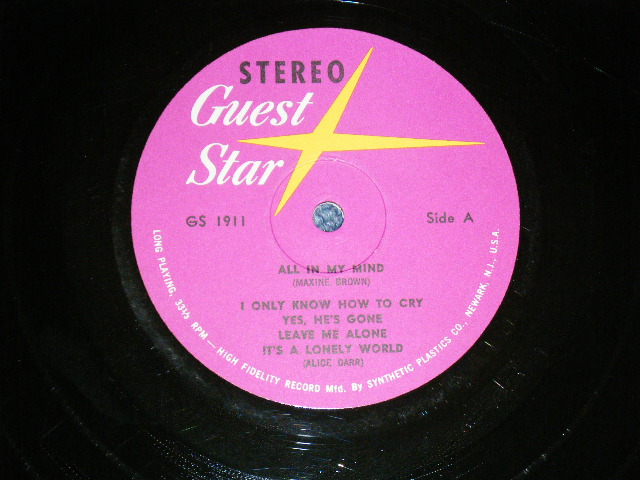 STEREO
Guest
Star
GS 1911
Side A
ALL IN MY MIND
(MAXINE BROWN)
I ONLY KNOW HOW TO CRY
YES, HE'S GONE
LEAVE ME ALONE
IT'S A LONELY WORLD
(ALICE DARR)
LONG PLAYING, 33⅓ RPM — HIGH FIDELITY RECORD Mfd. By SYNTHETIC PLASTICS CO., NEWARK, N.J., U.S.A.